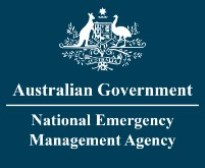 Australian Government
National Emergency
Management Agency